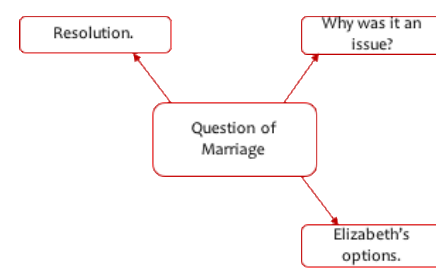 Resolution.
Why was it an
issue?
Question of
Marriage
Elizabeth's
options.